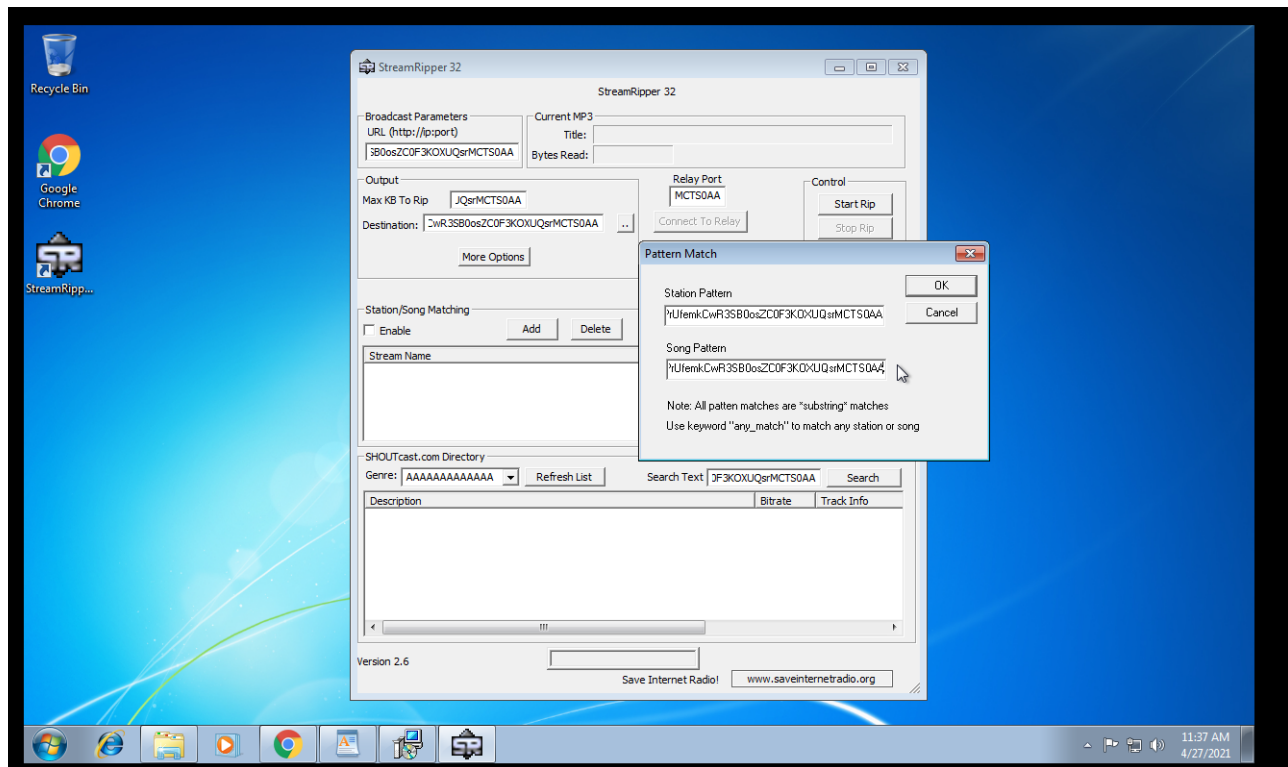 Recycle Bin
Google
Chrome
StreamRipp...
StreamRipper 32
StreamRipper 32
Broadcast Parameters
URL (http://ip:port)
Current MP3
Title:
Bytes Read:
Output
Max KB To Rip
JQsrMCTS0AA
Destination:
..
More Options
Relay Port
MCTS0AA
Connect To Relay
Control
Start Rip
Stop Rip
Station/Song Matching
Enable
Add
Delete
Stream Name
Pattern Match
Station Pattern
OK
Cancel
Song Pattern
Note: All patten matches are *substring* matches
Use keyword "any_match" to match any station or song
SHOUTcast.com Directory
Genre:
AAAAAAAAAAAAA
Refresh List
Search Text
Search
Description
Bitrate
Track Info
Version 2.6
Save Internet Radio!
www.saveinternetradio.org
11:37 AM
4/27/2021